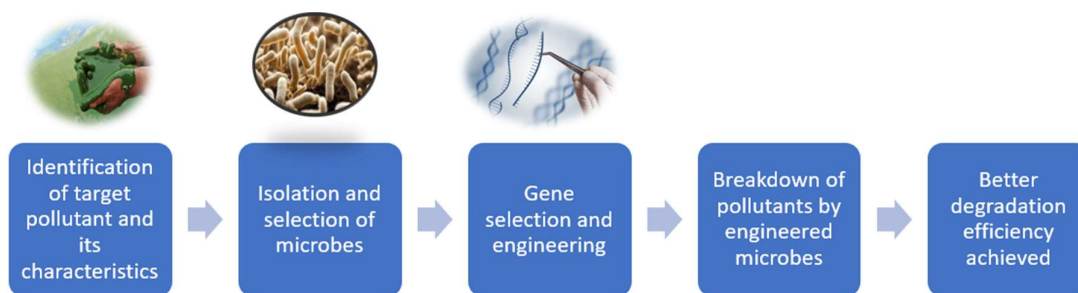 Identification
of target
pollutant and
its
characteristics
Isolation and
selection of
microbes
Gene
selection and
engineering
Breakdown of
pollutants by
engineered
microbes
Better
degradation
efficiency
achieved